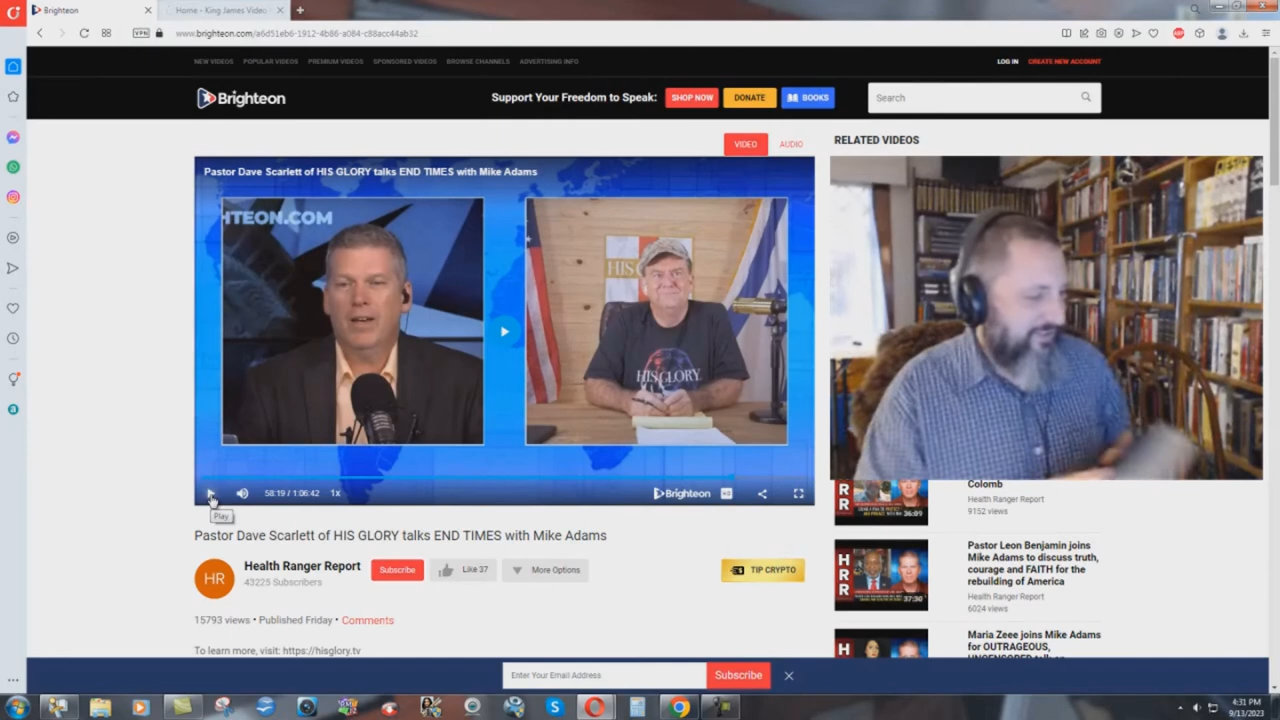 Brighteon
Home - King James Video
VPN
www.brighteon.com/a6d51eb6-1912-4b86-a084-c88acc44ab32
NEW VIDEOS POPULAR VIDEOS PREMIUM VIDEOS SPONSORED VIDEOS BROWSE CHANNELS ADVERTISING INFO
LOG IN CREATE NEW ACCOUNT
Brighteon
Support Your Freedom to Speak:
SHOP NOW
DONATE
BOOKS
Search
VIDEO
AUDIO
RELATED VIDEOS
Pastor Dave Scarlett of HIS GLORY talks END TIMES with Mike Adams
HTEON.COM
HIS GLORY
58:19 / 1:06:42 1x
Brighteon
HD
Play
Pastor Dave Scarlett of HIS GLORY talks END TIMES with Mike Adams
HR
Health Ranger Report
43225 Subscribers
Subscribe
Like 37
More Options
TIP CRYPTO
15793 views • Published Friday • Comments
To learn more, visit: https://hisglory.tv
36:09
Colomb
Health Ranger Report
9152 views
HRR
37:30
Pastor Leon Benjamin joins
Mike Adams to discuss truth,
courage and FAITH for the
rebuilding of America
Health Ranger Report
6024 views
Maria Zeee joins Mike Adams
for OUTRAGEOUS,
Enter Your Email Address
Subscribe
4:31 PM
9/13/2023